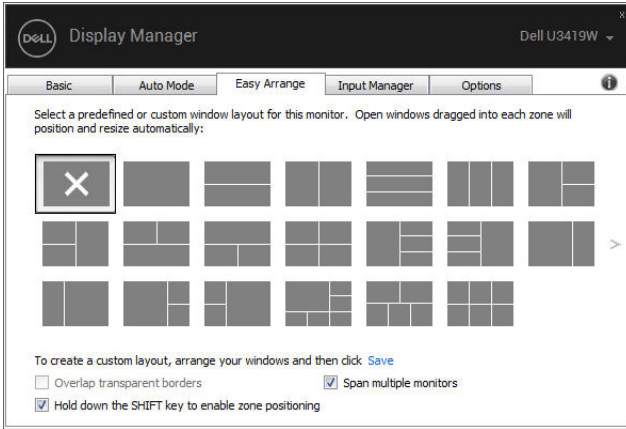 x
DELL Display Manager Dell U3419W
Basic Auto Mode Easy Arrange Input Manager Options i
Select a predefined or custom window layout for this monitor. Open windows dragged into each zone will
position and resize automatically:
>
To create a custom layout, arrange your windows and then click Save
Overlap transparent borders Span multiple monitors
Hold down the SHIFT key to enable zone positioning